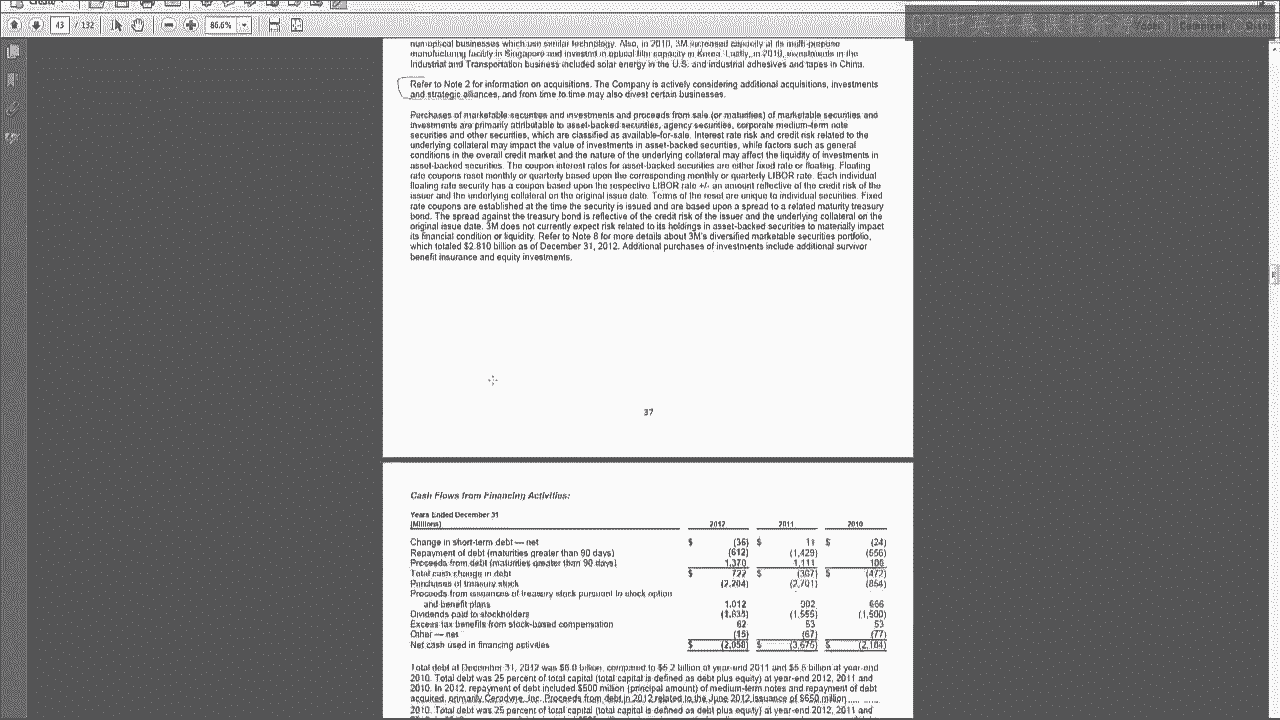 43 / 132 86.6%
numoptical businesses which use similar technology. Also, in 2010, 3M increased capacity at its multi-purpose
manufacturing facility in Singapore and invested in optical film capacity in Korea. Lastly, in 2010, investments in the
Industrial and Transportation business included solar energy in the U.S. and industrial adhesives and tapes in China.
Refer to Note 2 for information on acquisitions. The Company is actively considering additional acquisitions, investments
and strategic alliances, and from time to time may also divest certain businesses.
Purchases of marketable securities and investments and proceeds from sale (or maturities) of marketable securities and
investments are primarily attributable to asset-backed securities, agency securities, corporate medium-term note
securities and other securities, which are classified as available-for-sale. Interest rate risk and credit risk related to the
underlying collateral may impact the value of investments in asset-backed securities, while factors such as general
conditions in the overall credit market and the nature of the underlying collateral may affect the liquidity of investments in
asset-backed securities. The coupon interest rates for asset-backed securities are either fixed rate or floating. Floating
rate coupons reset monthly or quarterly based upon the corresponding monthly or quarterly LIBOR rate. Each individual
floating rate security has a coupon based upon the respective LIBOR rate +/- an amount reflective of the credit risk of the
issuer and the underlying collateral on the original issue date. Terms of the reset are unique to individual securities. Fixed
rate coupons are established at the time the security is issued and are based upon a spread to a related maturity treasury
bond. The spread against the treasury bond is reflective of the credit risk of the issuer and the underlying collateral on the
original issue date. 3M does not currently expect risk related to its holdings in asset-backed securities to materially impact
its financial condition or liquidity. Refer to Note 8 for more details about 3M's diversified marketable securities portfolio,
which totaled $2.810 billion as of December 31, 2012. Additional purchases of investments include additional survivor
benefit insurance and equity investments.
37
Cash Flows from Financing Activities:
Years Ended December 31
(Millions) 2012 2011 2010
Change in short-term debt — net $ (36) $ 11 $ (24)
Repayment of debt (maturities greater than 90 days) (612) (1,429) (556)
Proceeds from debt (maturities greater than 90 days) 1,370 1,111 108
Total cash change in debt $ 722 $ (307) $ (472)
Purchases of treasury stock (2,204) (2,701) (854)
Proceeds from issuances of treasury stock pursuant to stock option
and benefit plans 1,012 902 666
Dividends paid to stockholders (1,635) (1,555) (1,500)
Excess tax benefits from stock-based compensation 62 53 53
Other — net (15) (67) (77)
Net cash used in financing activities $ (2,058) $ (3,675) $ (2,184)
Total debt at December 31, 2012 was $6.0 billion, compared to $5.2 billion at year-end 2011 and $5.5 billion at year-end
2010. Total debt was 25 percent of total capital (total capital is defined as debt plus equity) at year-end 2012, 2011 and
2010. In 2012, repayment of debt included $500 million (principal amount) of medium-term notes and repayment of debt
acquired, primarily Ceradyne, Inc. Proceeds from debt in 2012 related to the June 2012 issuance of $650 million
2010. Total debt was 25 percent of total capital (total capital is defined as debt plus equity) at year-end 2012, 2011 and